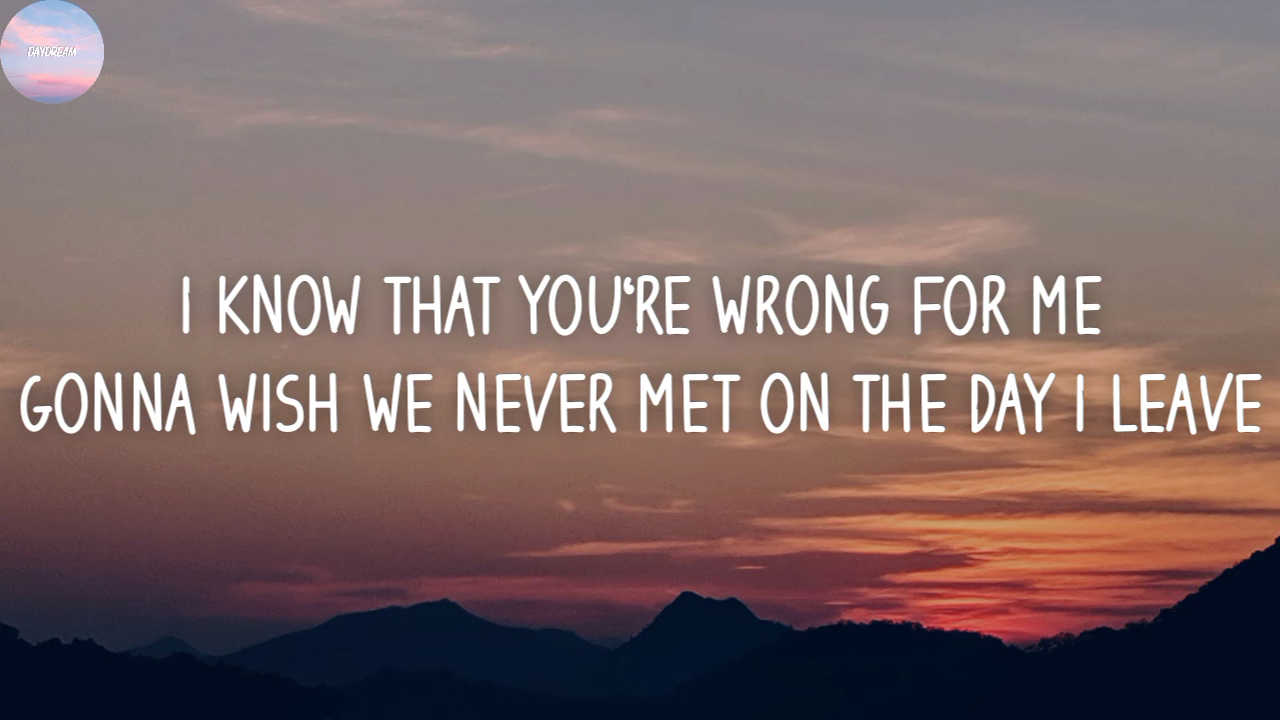 DAYDREAM
I KNOW THAT YOU'RE WRONG FOR ME
GONNA WISH WE NEVER MET ON THE DAY I LEAVE